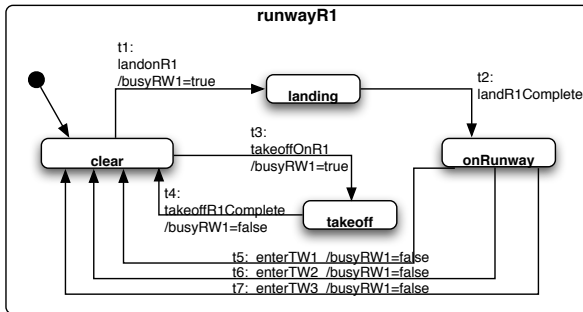 runwayR1
t1:
landonR1
/busyRW1=true
landing
t2:
landR1Complete
clear
t3:
takeoffOnR1
/busyRW1=true
onRunway
t4:
takeoffR1Complete
/busyRW1=false
takeoff
t5: enterTW1 /busyRW1=false
t6: enterTW2 /busyRW1=false
t7: enterTW3 /busyRW1=false